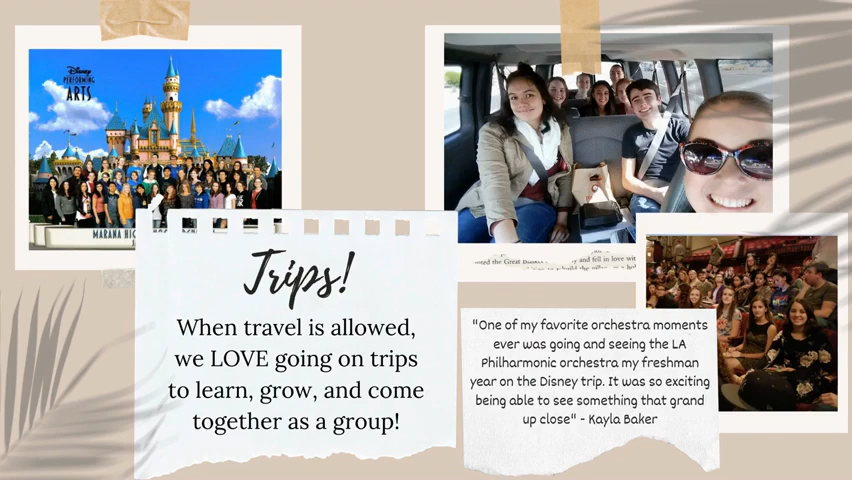 Disney
PERFORMING
ARTS
MARANA HIG
Trips!
When travel is allowed,
we LOVE going on trips
to learn, grow, and come
together as a group!
the Great
and fell in love wit
"One of my favorite orchestra moments
ever was going and seeing the LA
Philharmonic orchestra my freshman
year on the Disney trip. It was so exciting
being able to see something that grand
up close" - Kayla Baker